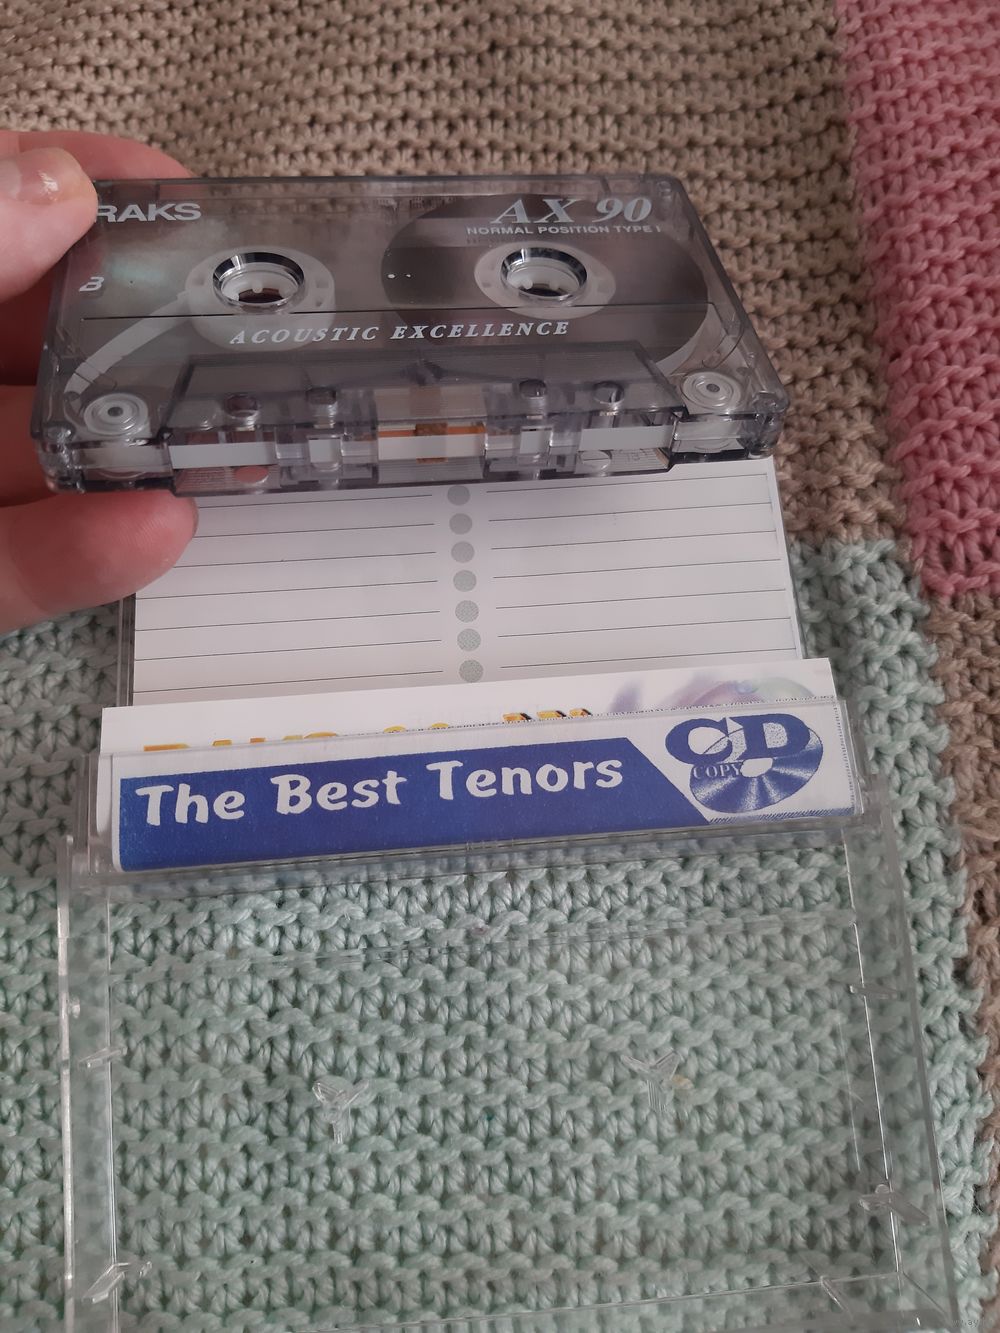 RAKS
AX 90
NORMAL POSITION TYPE I
B
ACOUSTIC EXCELLENCE
The Best Tenors
CD
COPY